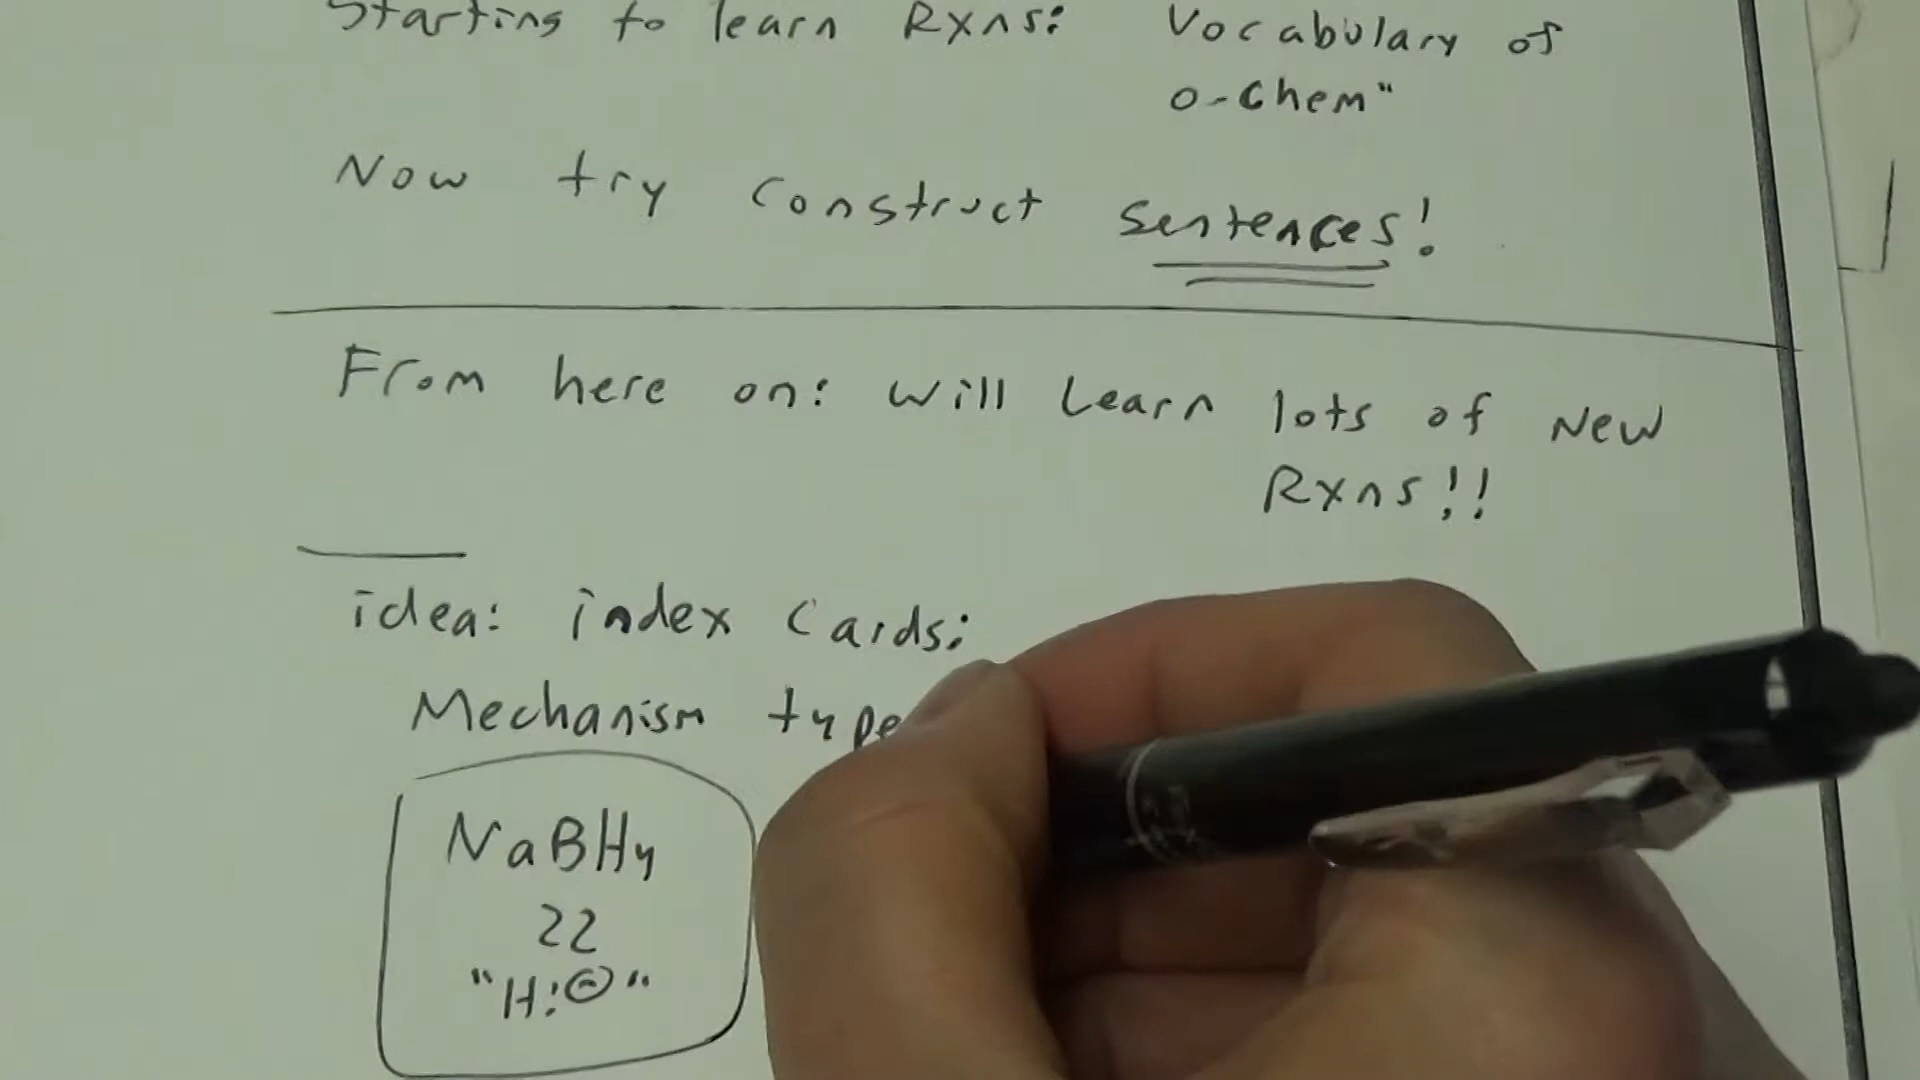 Starting to learn Rxns: Vocabulary of
o-Chem"
Now try Construct Sentences!
From here on: will Learn lots of New
Rxns!!
idea: index Cards:
Mechanism type
NaBH4
22
"H:⊖"